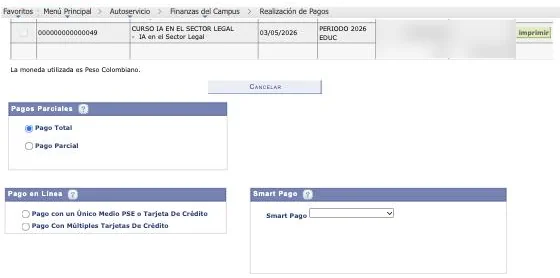 Favoritos Menú Principal > Autoservicio > Finanzas del Campus > Realización de Pagos
000000000000049 CURSO IA EN EL SECTOR LEGAL - IA en el Sector Legal 03/05/2026 PERIODO 2026 EDUC imprimir
La moneda utilizada es Peso Colombiano.
CANCELAR
Pagos Parciales ?
Pago Total
Pago Parcial
Pago en Línea ?
Pago con un Único Medio PSE o Tarjeta De Crédito
Pago Con Múltiples Tarjetas De Crédito
Smart Pago ?
Smart Pago